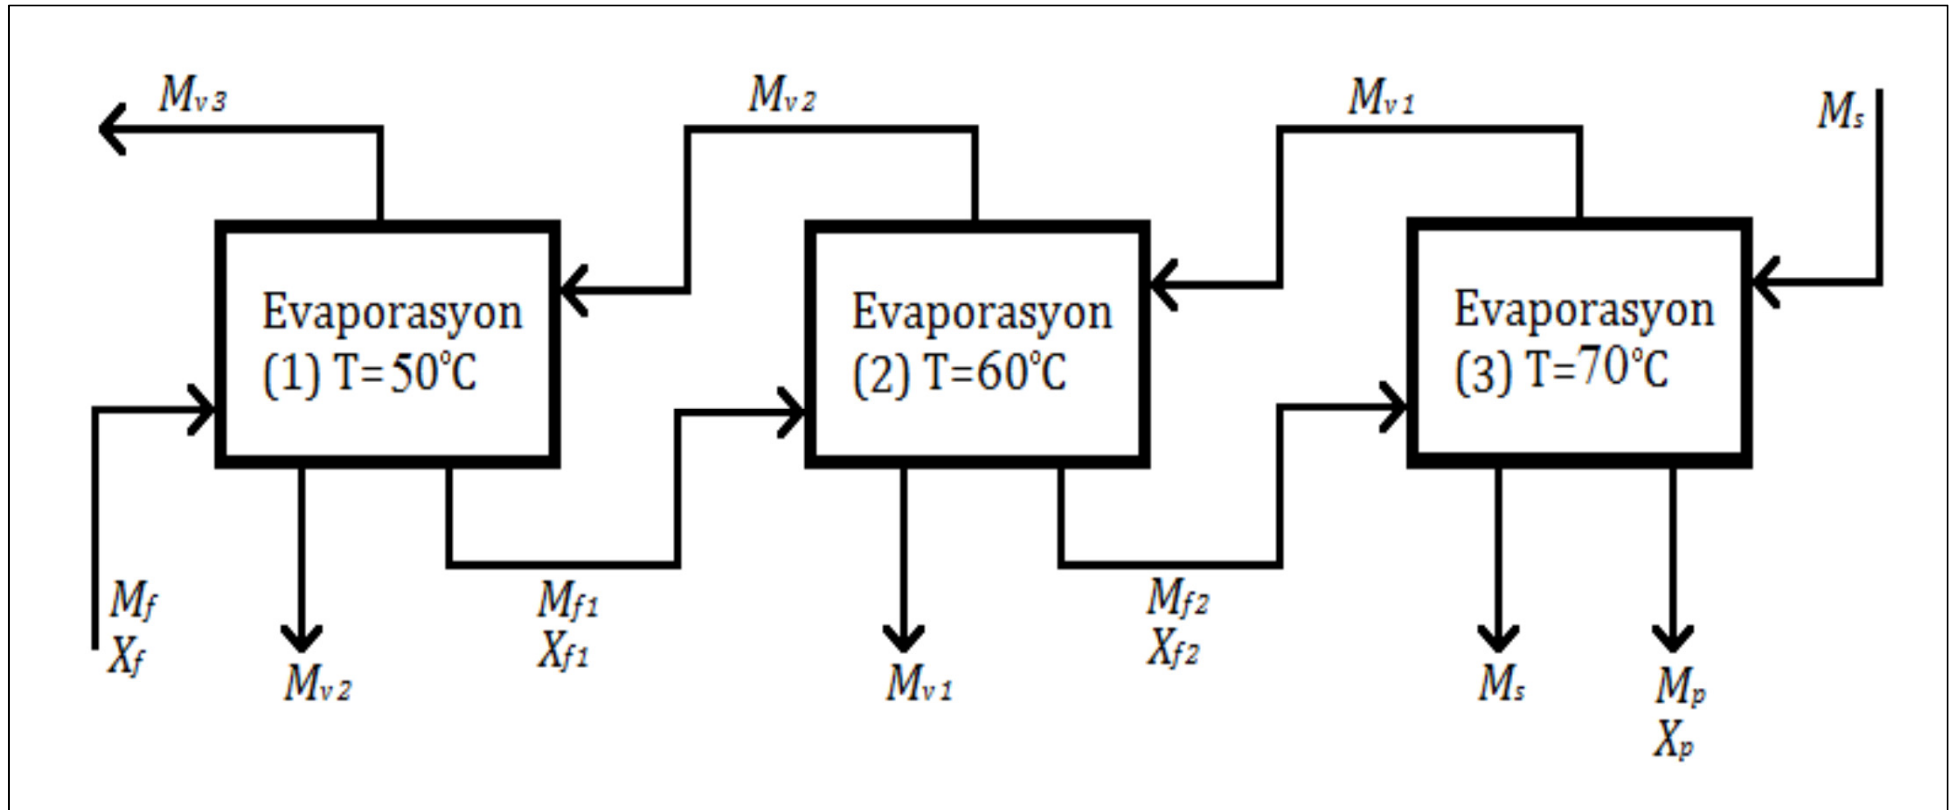 Mv3
Mv2
Mv1
Ms
Evaporasyon
(1) T=50°C
Evaporasyon
(2) T=60°C
Evaporasyon
(3) T=70°C
Mf
Xf
Mv2
Mf1
Xf1
Mv1
Mf2
Xf2
Ms
Mp
Xp